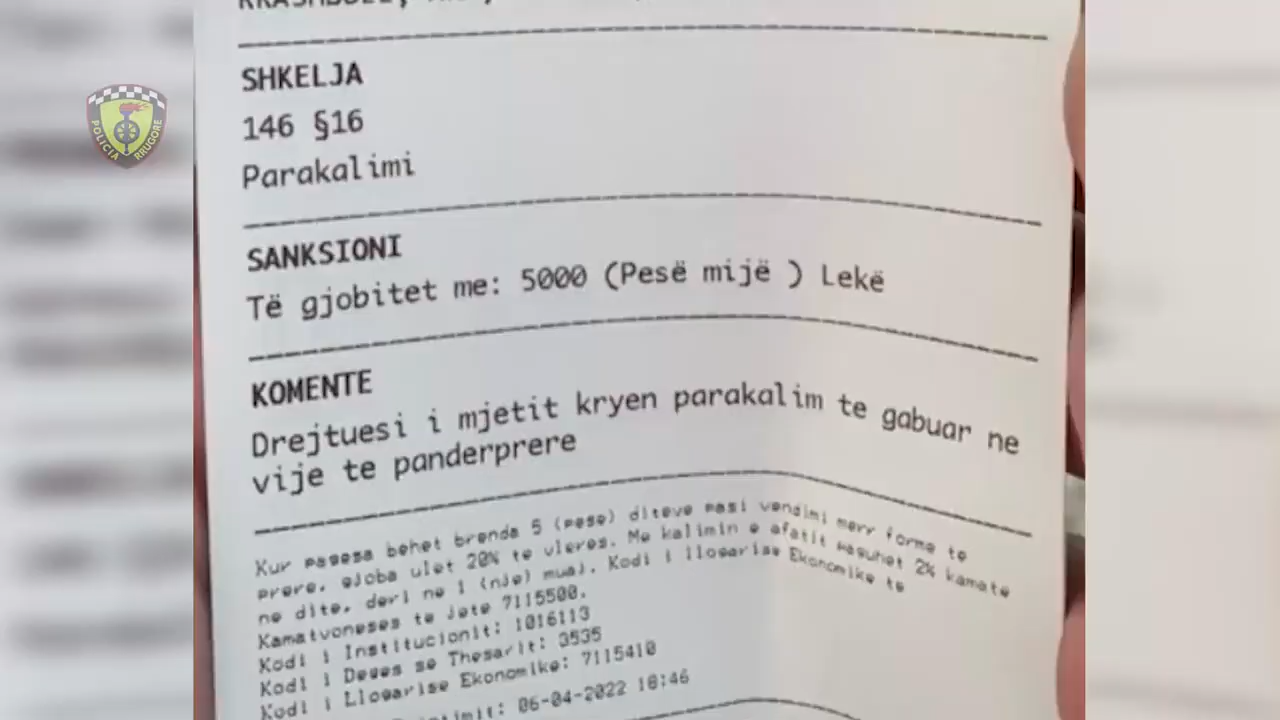 POLICIA RRUGORE
SHKELJA
146 §16
Parakalimi
SANKSIONI
Të gjobitet me: 5000 (Pesë mijë ) Lekë
KOMENTE
Drejtuesi i mjetit kryen parakalim te gabuar ne
vije te panderprere
Kur pagesa behet brenda 5 (pese) diteve pasi vendimi merr forme te
prere, gjoba ulet 20% te vleres. Me kalimin e afatit paguhet 2% kamate
ne dite, deri ne 1 (nje) muaj. Kodi i llogarise Ekonomike te
Kamatvoneses te Jete 7115500.
Kodi i Institucionit: 1016113
Kodi i Deges se Thesarit: 3535
Kodi i Llogarise Ekonomike: 7115410
06-04-2022 18:46